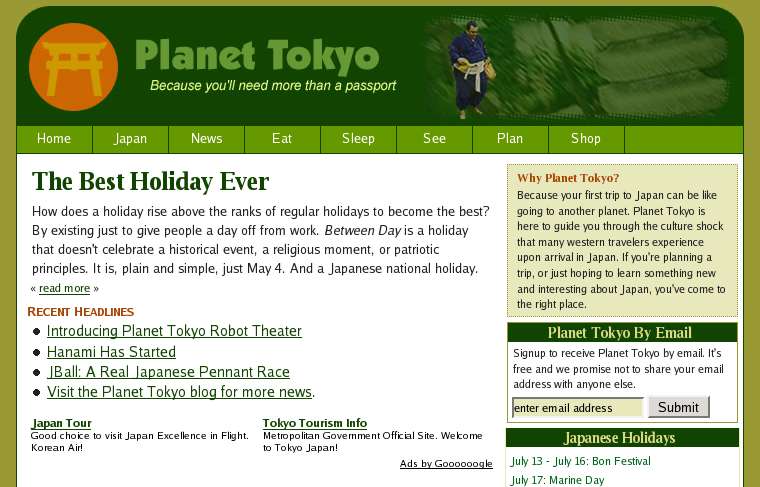 Planet Tokyo
Because you'll need more than a passport
Home Japan News Eat Sleep See Plan Shop
The Best Holiday Ever
How does a holiday rise above the ranks of regular holidays to become the best?
By existing just to give people a day off from work. Between Day is a holiday
that doesn't celebrate a historical event, a religious moment, or patriotic
principles. It is, plain and simple, just May 4. And a Japanese national holiday.
« read more »
RECENT HEADLINES
Introducing Planet Tokyo Robot Theater
Hanami Has Started
JBall: A Real Japanese Pennant Race
Visit the Planet Tokyo blog for more news.
Japan Tour
Good choice to visit Japan Excellence in Flight.
Korean Air!
Tokyo Tourism Info
Metropolitan Government Official Site. Welcome
to Tokyo Japan!
Ads by Goooooogle
Why Planet Tokyo?
Because your first trip to Japan can be like
going to another planet. Planet Tokyo is
here to guide you through the culture shock
that many western travelers experience
upon arrival in Japan. If you're planning a
trip, or just hoping to learn something new
and interesting about Japan, you've come to
the right place.
Planet Tokyo By Email
Signup to receive Planet Tokyo by email. It's
free and we promise not to share your email
address with anyone else.
enter email address Submit
Japanese Holidays
July 13 - July 16: Bon Festival
July 17: Marine Day